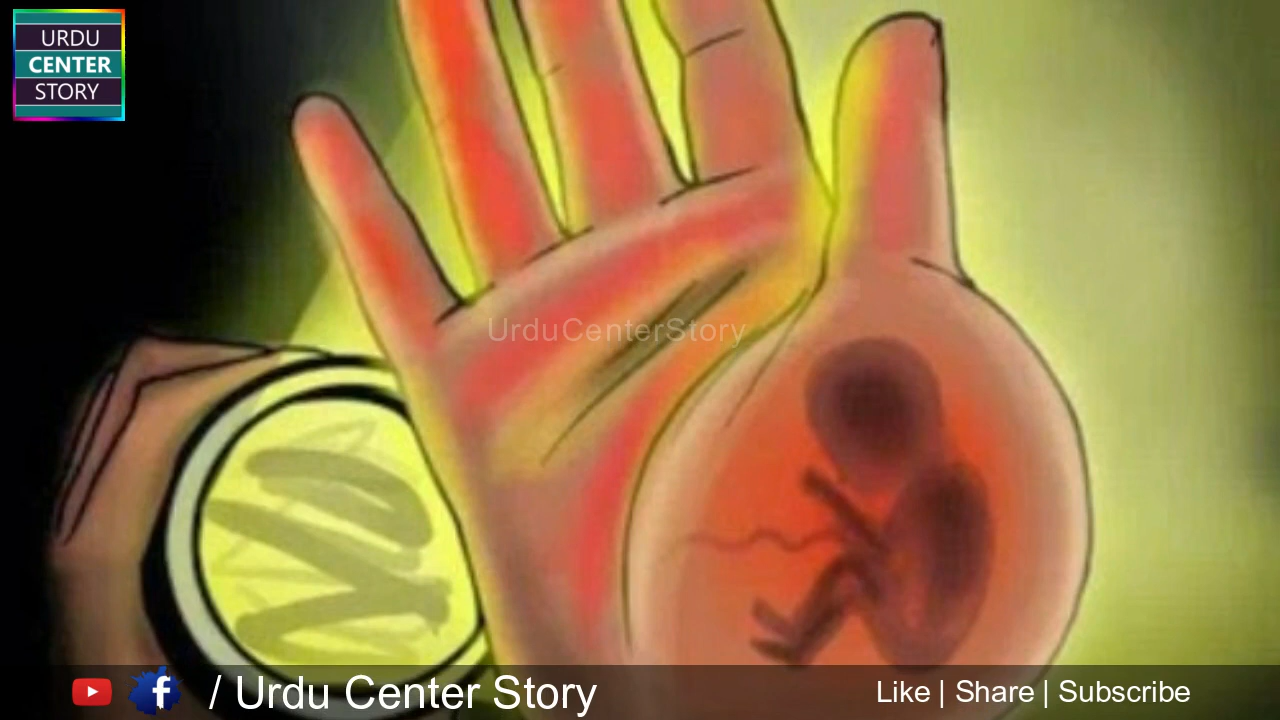 URDU
CENTER
STORY
UrduCenterStory
/ Urdu Center Story
Like | Share | Subscribe